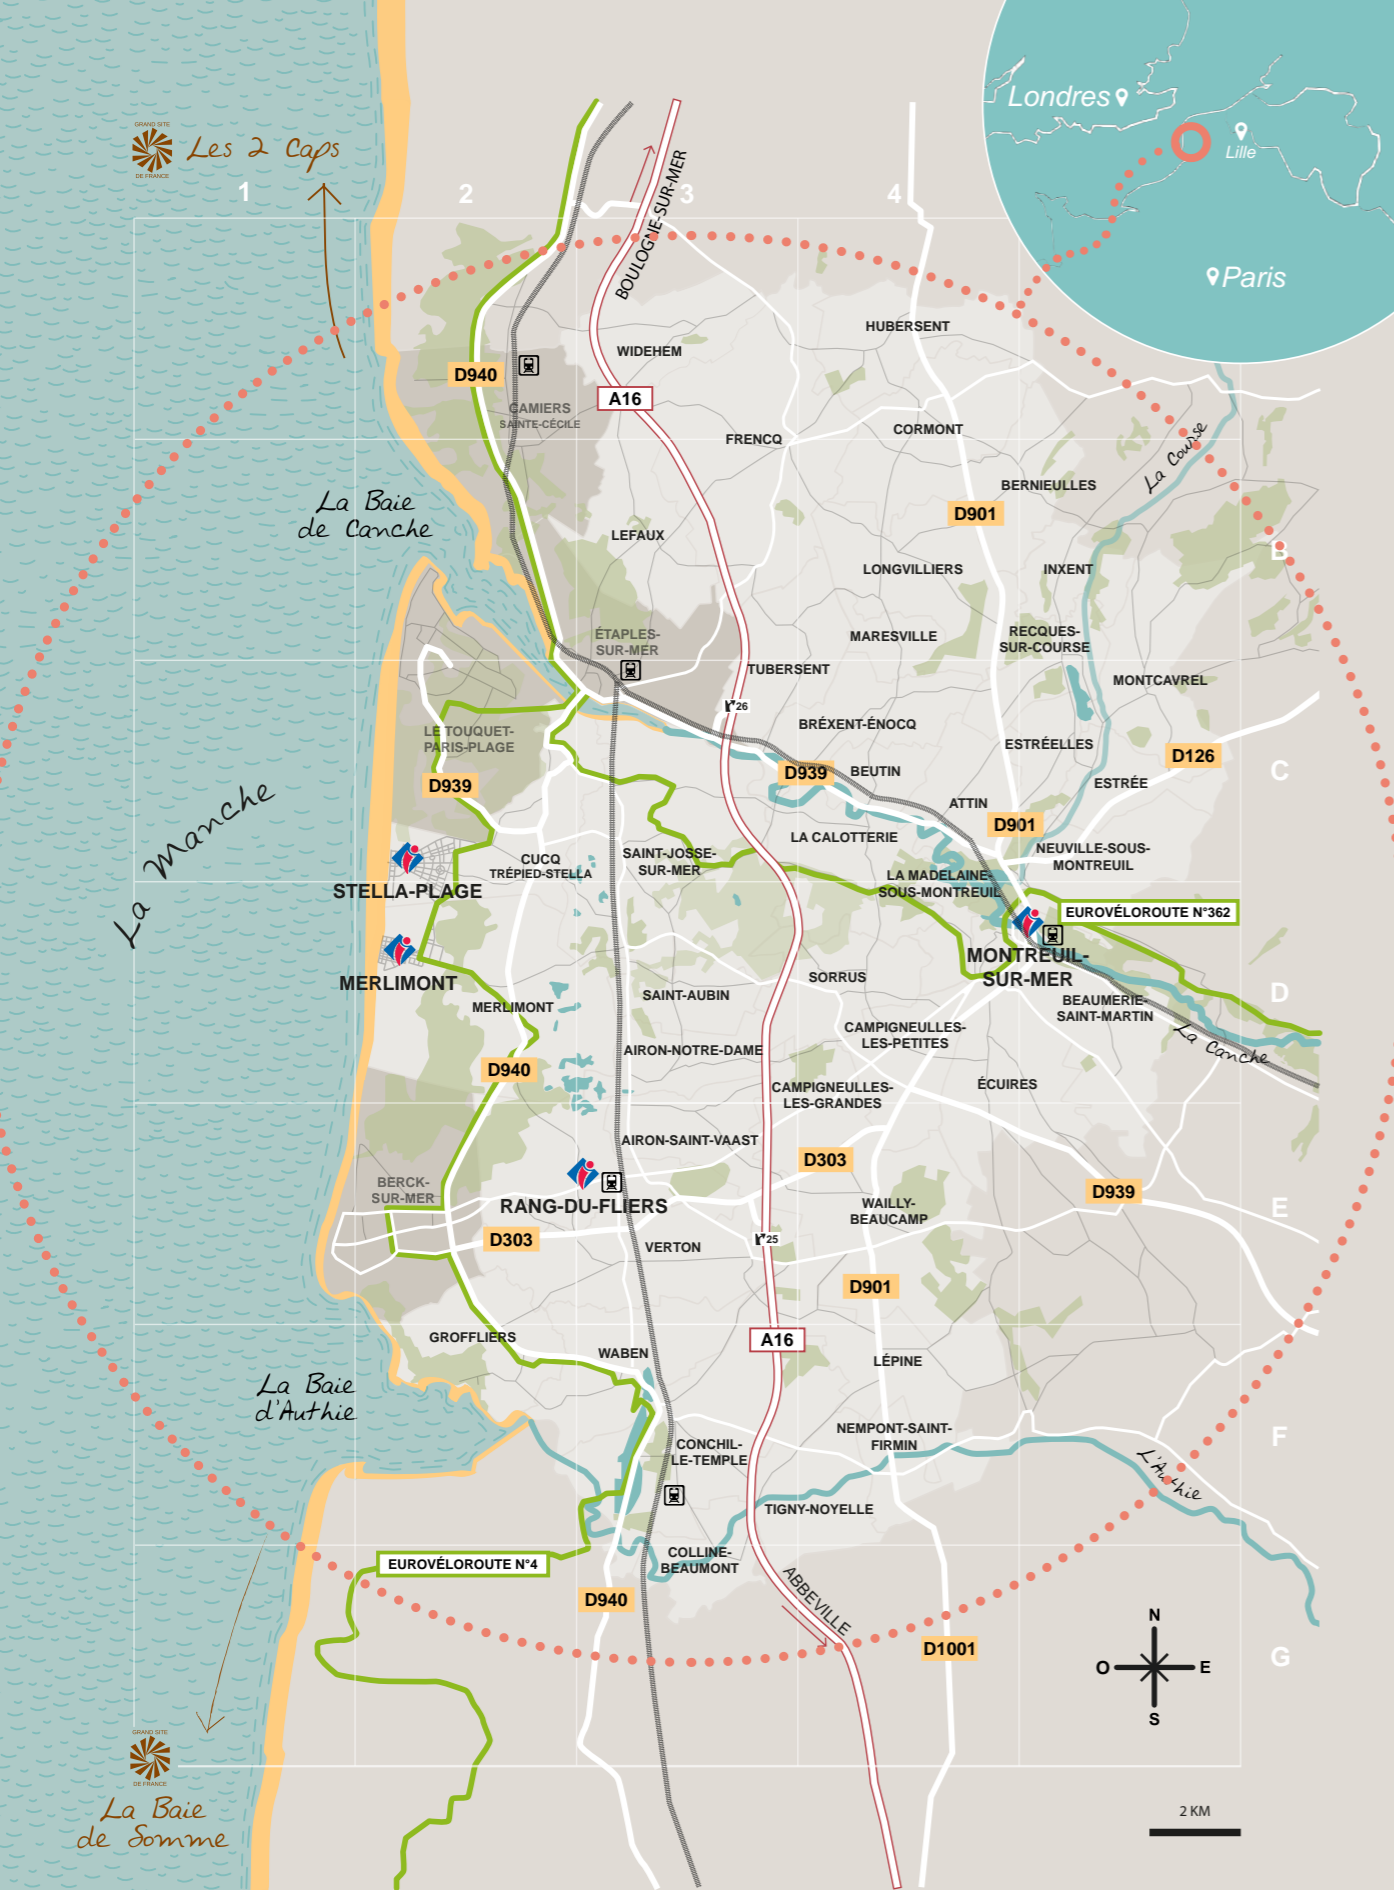 Londres
Lille
Paris
GRAND SITE
DE FRANCE
Les 2 Caps
1
2
3
4
BOULOGNE-SUR-MER
HUBERSENT
WIDEHEM
D940
A16
CAMIERS
SAINTE-CÉCILE
FRENCQ
CORMONT
La Course
BERNIEULLES
D901
La Baie
de Canche
LEFAUX
B
LONGVILLIERS
INXENT
ÉTAPLES-
SUR-MER
MARESVILLE
RECQUES-
SUR-COURSE
TUBERSENT
MONTCAVREL
26
BRÉXENT-ÉNOCQ
LE TOUQUET-
PARIS-PLAGE
ESTRÉELLES
D126
C
D939
D939
BEUTIN
ESTRÉE
ATTIN
D901
La Manche
LA CALOTTERIE
CUCQ
TRÉPIED-STELLA
SAINT-JOSSE-
SUR-MER
NEUVILLE-SOUS-
MONTREUIL
STELLA-PLAGE
LA MADELAINE-
SOUS-MONTREUIL
EUROVÉLOROUTE N°362
MONTREUIL-
SUR-MER
MERLIMONT
SORRUS
D
MERLIMONT
SAINT-AUBIN
BEAUMERIE-
SAINT-MARTIN
CAMPIGNEULLES-
LES-PETITES
La Canche
AIRON-NOTRE-DAME
D940
CAMPIGNEULLES-
LES-GRANDES
ÉCUIRES
AIRON-SAINT-VAAST
D303
BERCK-
SUR-MER
D939
RANG-DU-FLIERS
WAILLY-
BEAUCAMP
E
D303
VERTON
25
D901
GROFFLIERS
A16
WABEN
LÉPINE
La Baie
d'Authie
NEMPONT-SAINT-
FIRMIN
F
CONCHIL-
LE-TEMPLE
L'Authie
TIGNY-NOYELLE
EUROVÉLOROUTE N°4
COLLINE-
BEAUMONT
D940
ABBEVILLE
D1001
N
O
E
S
G
GRAND SITE
DE FRANCE
La Baie
de Somme
2 KM